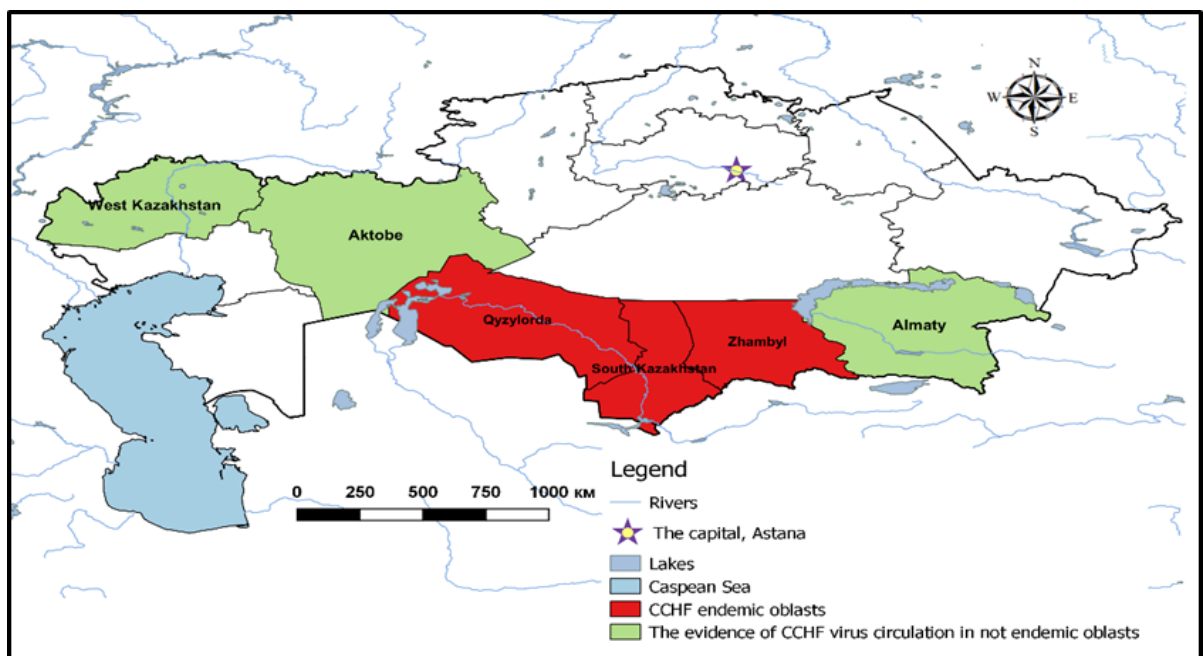 N
W E
S
West Kazakhstan
Aktobe
Qyzylorda
Zhambyl
Almaty
South Kazakhstan
Legend
0 250 500 750 1000 км
Rivers
The capital, Astana
Lakes
Caspean Sea
CCHF endemic oblasts
The evidence of CCHF virus circulation in not endemic oblasts